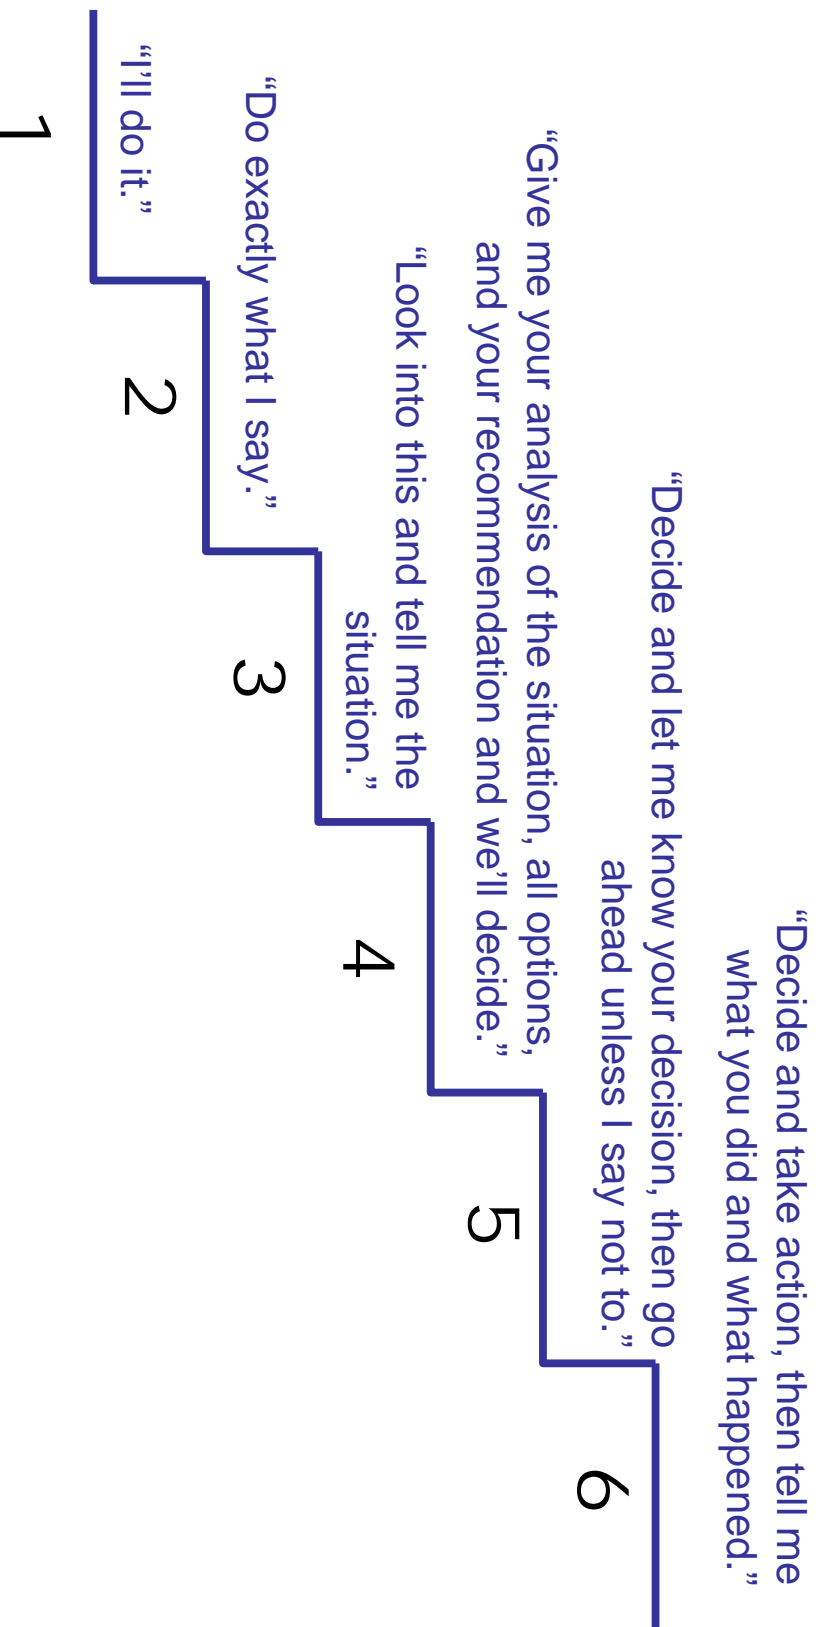 “Decide and take action, then tell me
what you did and what happened.”
“Decide and let me know your decision, then go
ahead unless I say not to.”
6
“Give me your analysis of the situation, all options,
and your recommendation and we’ll decide.”
5
“Look into this and tell me the
situation.”
4
“Do exactly what I say.”
3
“I’ll do it.”
2
1